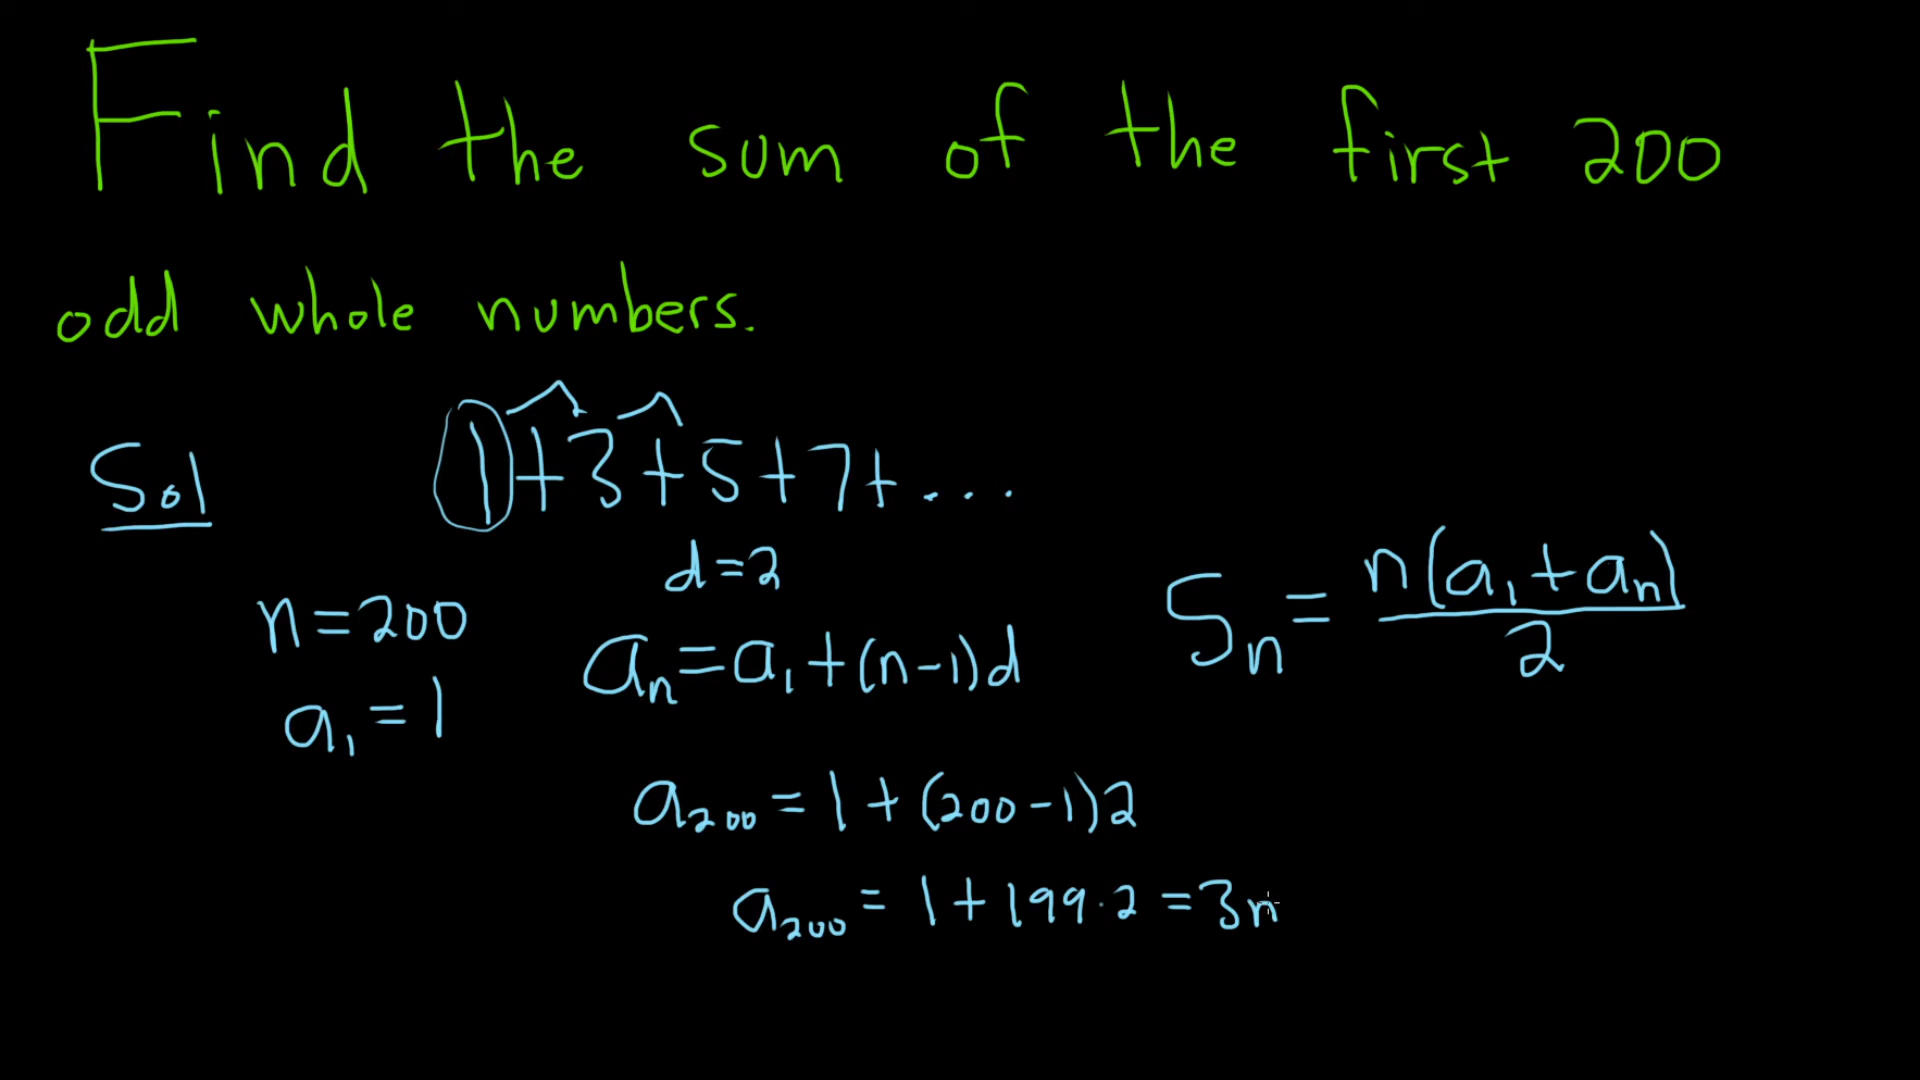 Find the sum of the first 200
odd whole numbers.
Sol 1+3+5+7+...
d=2
n=200
a₁=1
aₙ=a₁+(n-1)d
Sₙ=n(a₁+aₙ)/2
a₂₀₀=1+(200-1)2
a₂₀₀=1+199·2=3